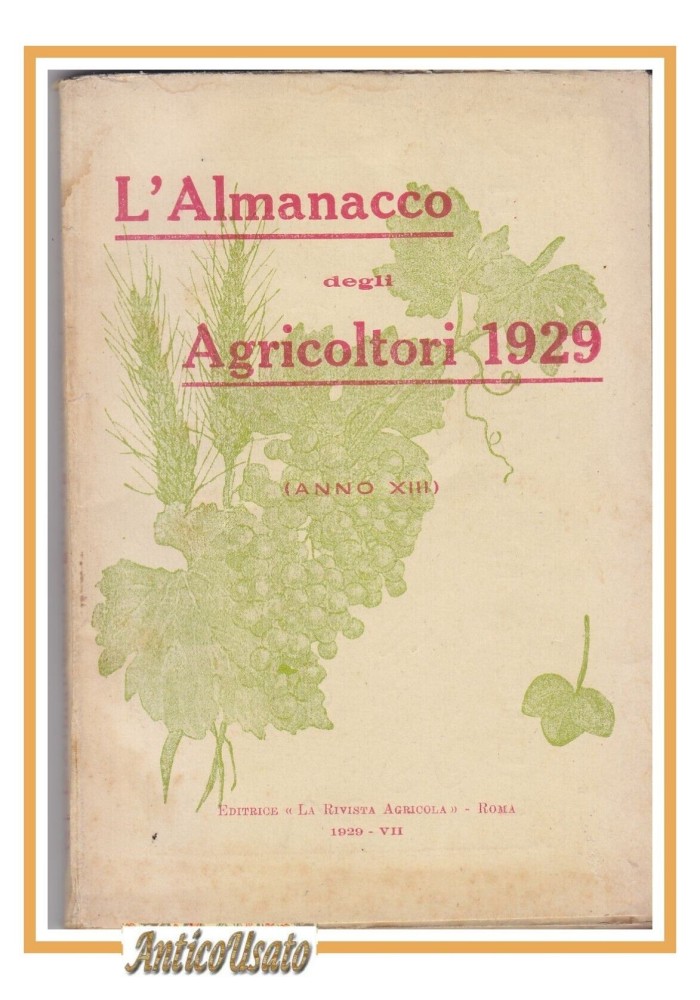 L'Almanacco
degli
Agricoltori 1929
(ANNO XIII)
EDITRICE « LA RIVISTA AGRICOLA » - ROMA
1929 - VII
AnticoUsato